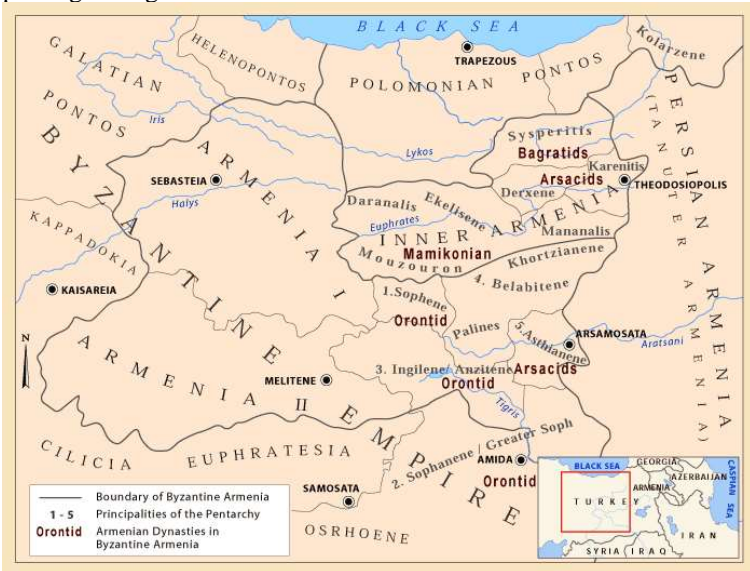 BLACK SEA
Koiarzene
HELENOPONTOS
TRAPEZOUS
GALATIAN
PONTOS
POLOMONIAN PONTOS
PERSIAN ARMENIA
(TANUTER ARMENIA)
Iris
Lykos
Sysperitis
Bagratids
Karenitis
Arsacids
THEODOSIOPOLIS
Derxene
ARMENIA I
SEBASTEIA
Halys
Daranalis
Ekelisene
Euphrates
INNER ARMENIA
Mananalis
Mamikonian
Mouzouron
Khortzianene
KAPPADOKIA
KAISAREIA
BYZANTINE EMPIRE
1.Sophene
Orontid
4. Belabitene
Palines
5.Asthianene
ARSAMOSATA
Aratsani
ARMENIA II
MELITENE
3. Ingilene/ Anzitene
Orontid
Arsacids
Tigris
CILICIA
EUPHRATESIA
2. Sophanene / Greater Soph
AMIDA
Orontid
SAMOSATA
OSRHOENE
N
Boundary of Byzantine Armenia
1 - 5 Principalities of the Pentarchy
Orontid Armenian Dynasties in
Byzantine Armenia
BLACK SEA
GEORGIA
CASPIAN SEA
AZERBAIJAN
ARMENIA
TURKEY
IRAN
SYRIA
IRAQ